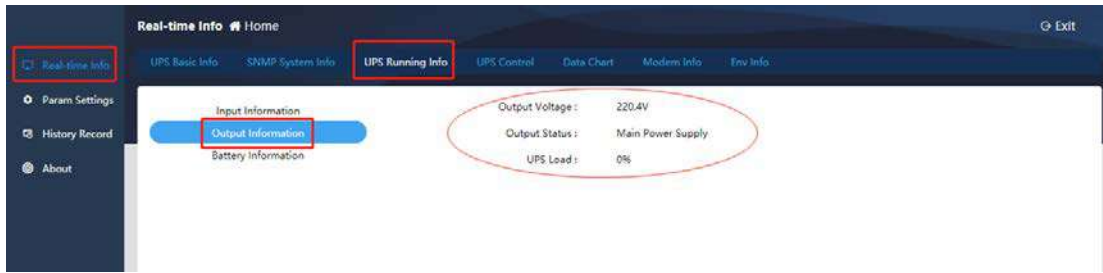 Real-time Info Home
Exit
Real-time Info
UPS Basic Info SNMP System Info UPS Running Info UPS Control Data Chart Modem Info Env Info
Param Settings
History Record
About
Input Information
Output Information
Battery Information
Output Voltage : 220.4V
Output Status : Main Power Supply
UPS Load : 0%